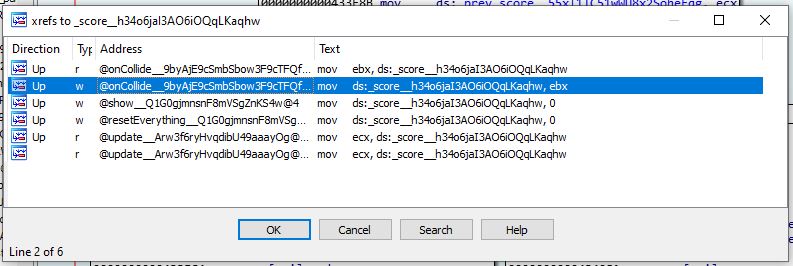 xrefs to _score__h34o6jaI3AO6iOQqLKaqhw
Direction Ty Address Text
Up r @onCollide__9byAjE9cSmbSbow3F9cTFQf... mov ebx, ds:_score__h34o6jaI3AO6iOQqLKaqhw
Up w @onCollide__9byAjE9cSmbSbow3F9cTFQf... mov ds:_score__h34o6jaI3AO6iOQqLKaqhw, ebx
Up w @show__Q1G0gjmnsnF8mVSgZnKS4w@4 mov ds:_score__h34o6jaI3AO6iOQqLKaqhw, 0
Up w @resetEverything__Q1G0gjmnsnF8mVSg... mov ds:_score__h34o6jaI3AO6iOQqLKaqhw, 0
Up r @update__Arw3f6ryHvqdibU49aaayOg@... mov ecx, ds:_score__h34o6jaI3AO6iOQqLKaqhw
r @update__Arw3f6ryHvqdibU49aaayOg@... mov ecx, ds:_score__h34o6jaI3AO6iOQqLKaqhw
OK Cancel Search Help
Line 2 of 6